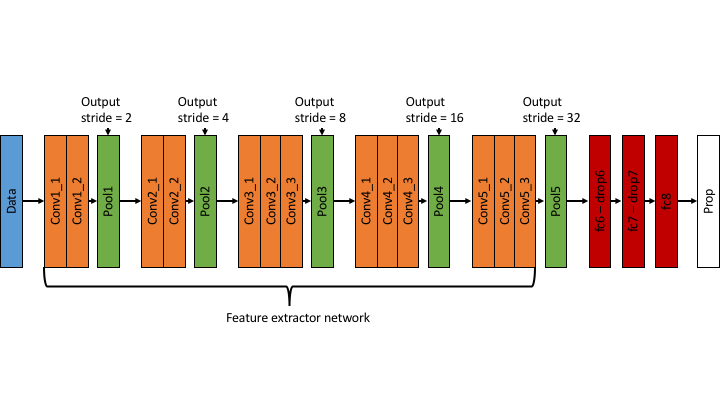 Output
stride = 2
Output
stride = 4
Output
stride = 8
Output
stride = 16
Output
stride = 32
Data
Conv1_1
Conv1_2
Pool1
Conv2_1
Conv2_2
Pool2
Conv3_1
Conv3_2
Conv3_3
Pool3
Conv4_1
Conv4_2
Conv4_3
Pool4
Conv5_1
Conv5_2
Conv5_3
Pool5
fc6 – drop6
fc7 – drop7
fc8
Prop
Feature extractor network